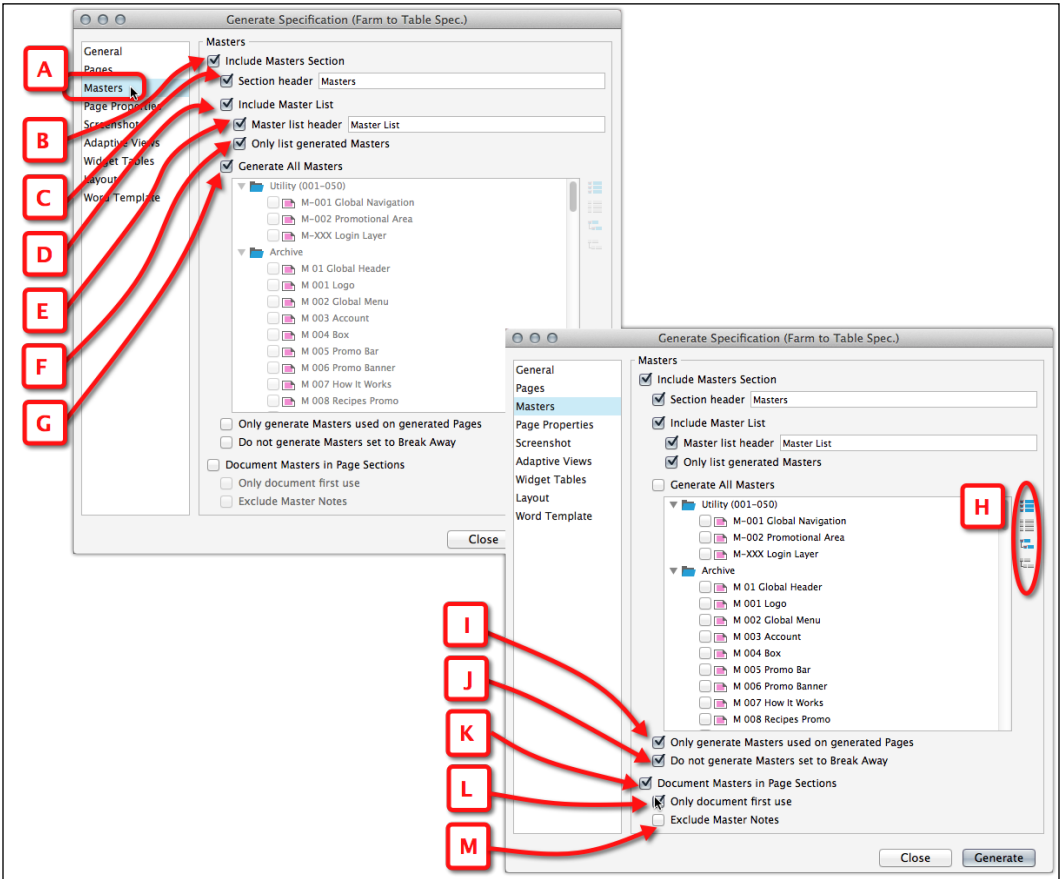 Generate Specification (Farm to Table Spec.)
General
Pages
Masters
Page Properties
Screenshot
Adaptive Views
Widget Tables
Layout
Word Template
Masters
Include Masters Section
Section header Masters
Include Master List
Master list header Master List
Only list generated Masters
Generate All Masters
Utility (001-050)
M-001 Global Navigation
M-002 Promotional Area
M-XXX Login Layer
Archive
M 01 Global Header
M 001 Logo
M 002 Global Menu
M 003 Account
M 004 Box
M 005 Promo Bar
M 006 Promo Banner
M 007 How It Works
M 008 Recipes Promo
Only generate Masters used on generated Pages
Do not generate Masters set to Break Away
Document Masters in Page Sections
Only document first use
Exclude Master Notes
Close
A
B
C
D
E
F
G
Generate Specification (Farm to Table Spec.)
General
Pages
Masters
Page Properties
Screenshot
Adaptive Views
Widget Tables
Layout
Word Template
Masters
Include Masters Section
Section header Masters
Include Master List
Master list header Master List
Only list generated Masters
Generate All Masters
Utility (001-050)
M-001 Global Navigation
M-002 Promotional Area
M-XXX Login Layer
Archive
M 01 Global Header
M 001 Logo
M 002 Global Menu
M 003 Account
M 004 Box
M 005 Promo Bar
M 006 Promo Banner
M 007 How It Works
M 008 Recipes Promo
Only generate Masters used on generated Pages
Do not generate Masters set to Break Away
Document Masters in Page Sections
Only document first use
Exclude Master Notes
Close Generate
H
I
J
K
L
M